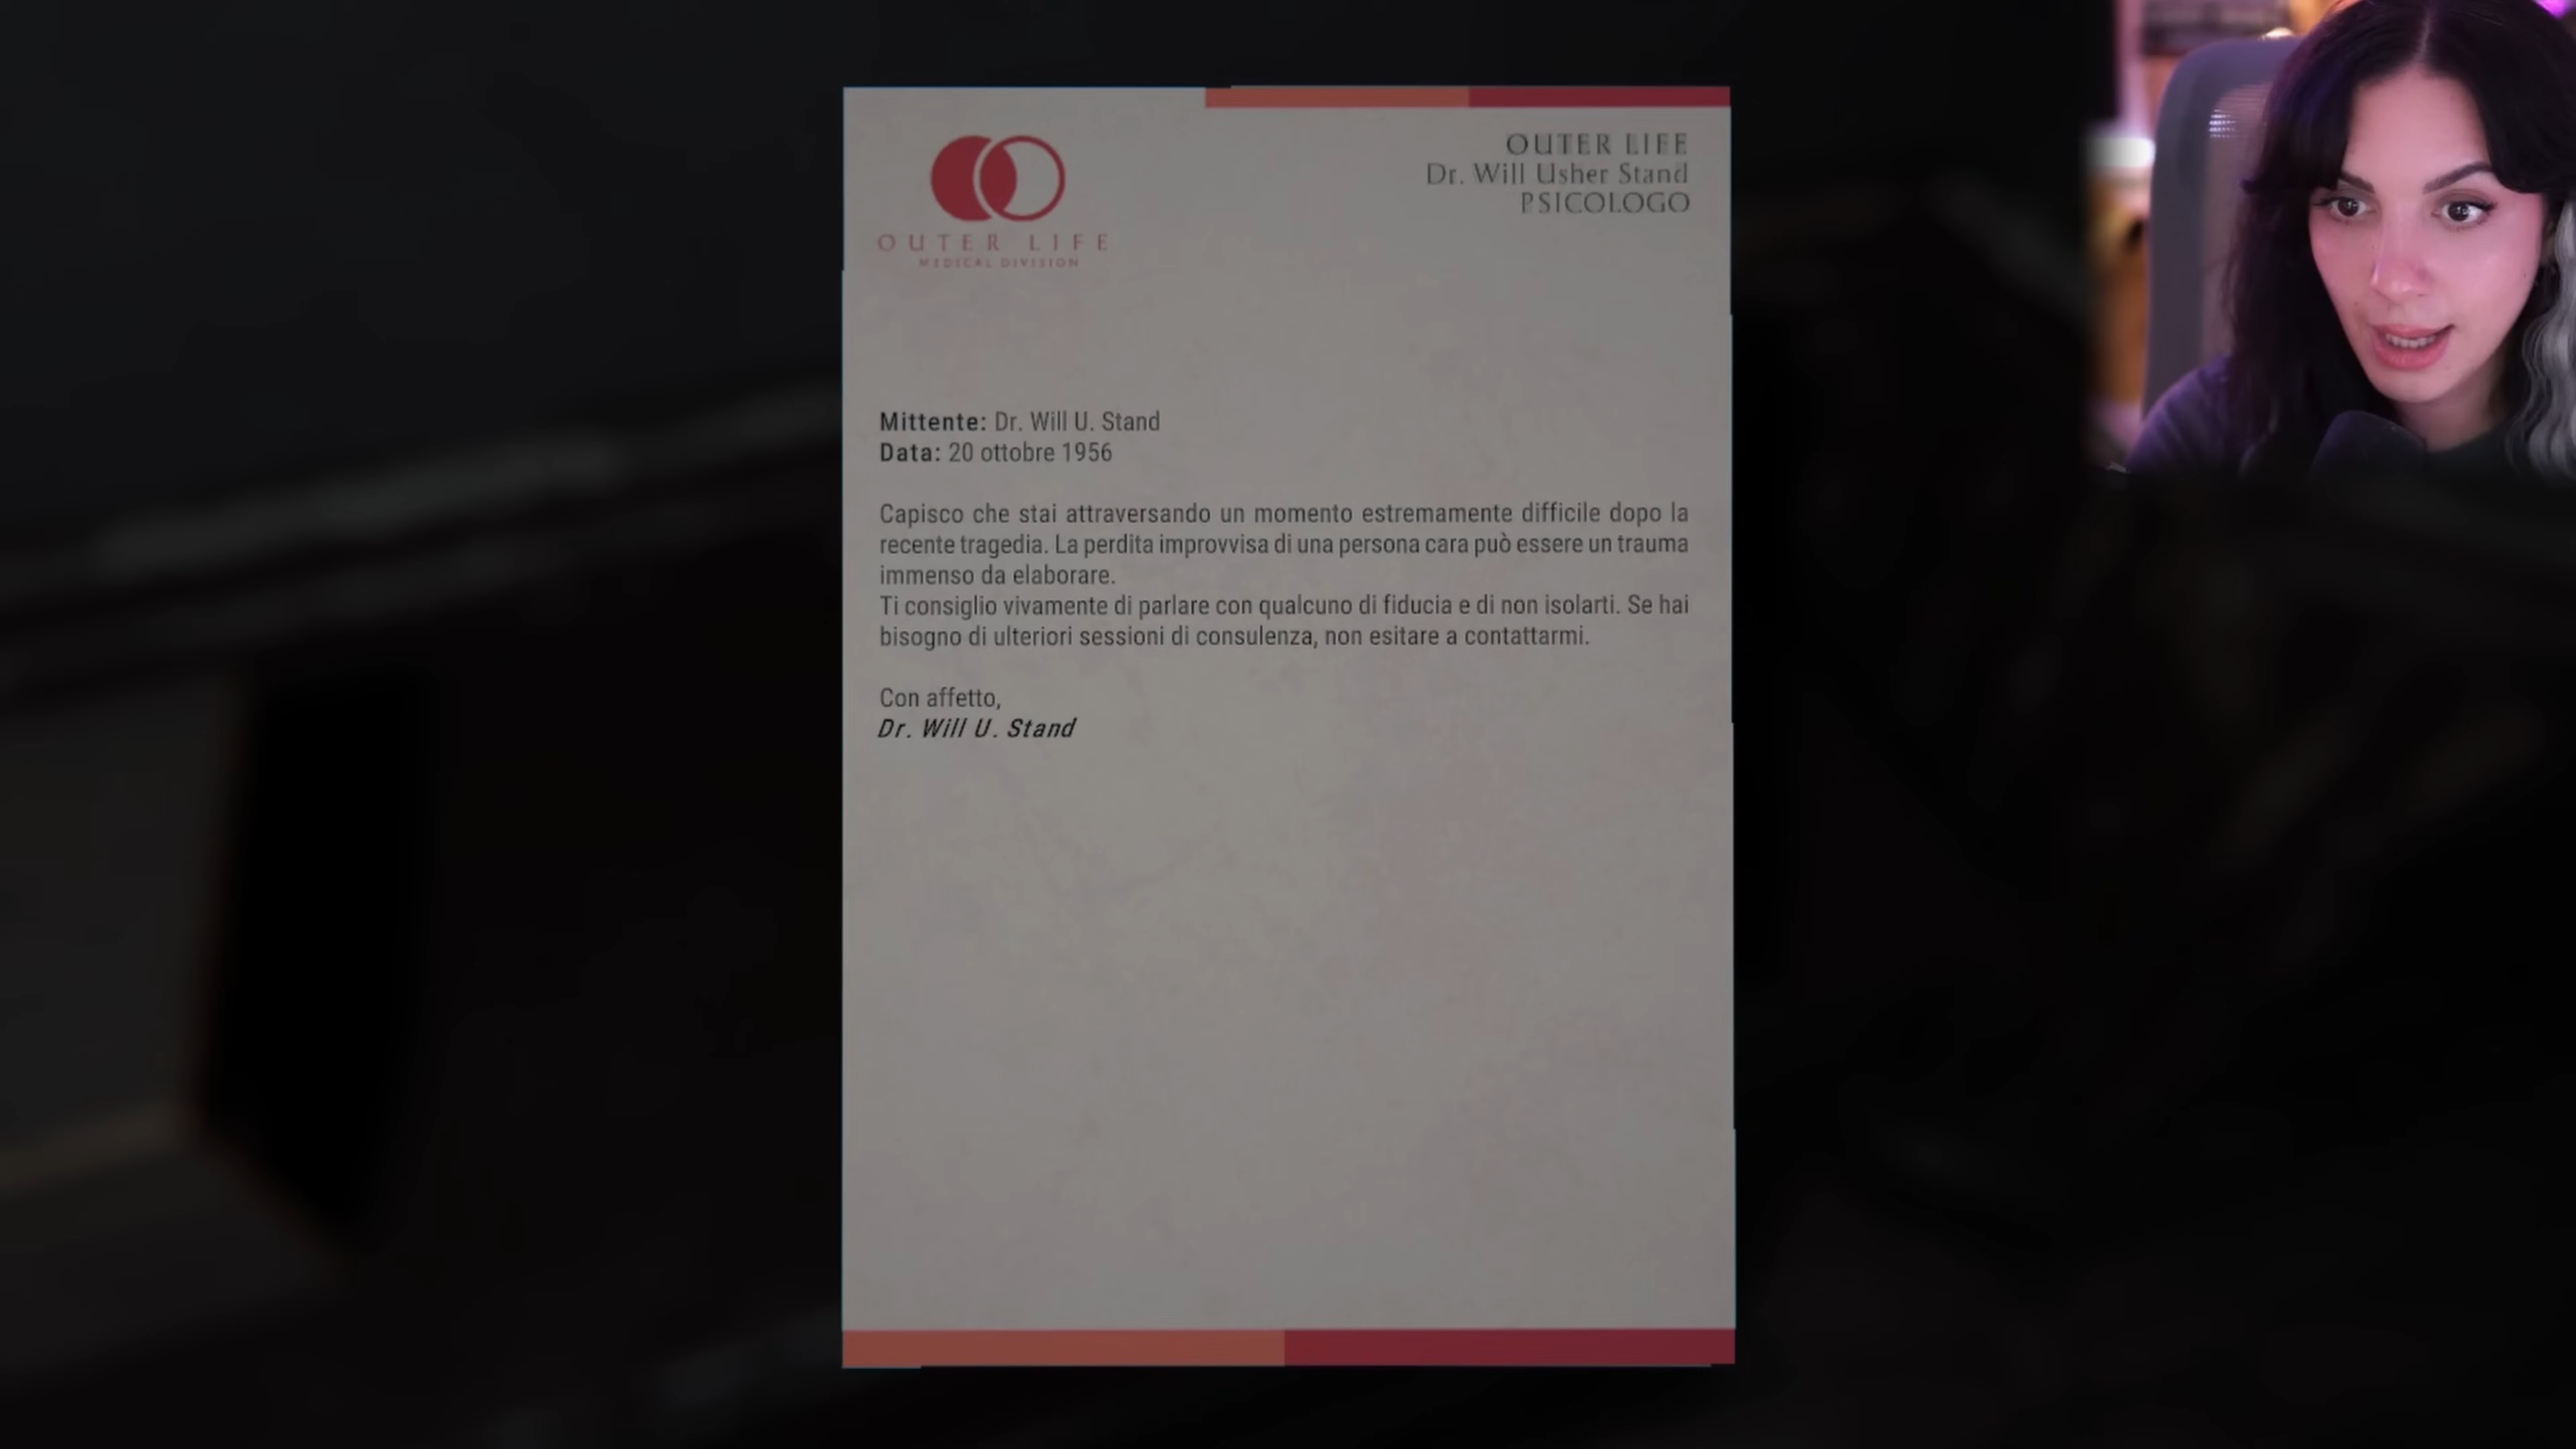 OUTER LIFE
MEDICAL DIVISION
OUTER LIFE
Dr. Will Usher Stand
PSICOLOGO
Mittente: Dr. Will U. Stand
Data: 20 ottobre 1956
Capisco che stai attraversando un momento estremamente difficile dopo la
recente tragedia. La perdita improvvisa di una persona cara può essere un trauma
immenso da elaborare.
Ti consiglio vivamente di parlare con qualcuno di fiducia e di non isolarti. Se hai
bisogno di ulteriori sessioni di consulenza, non esitare a contattarmi.
Con affetto,
Dr. Will U. Stand